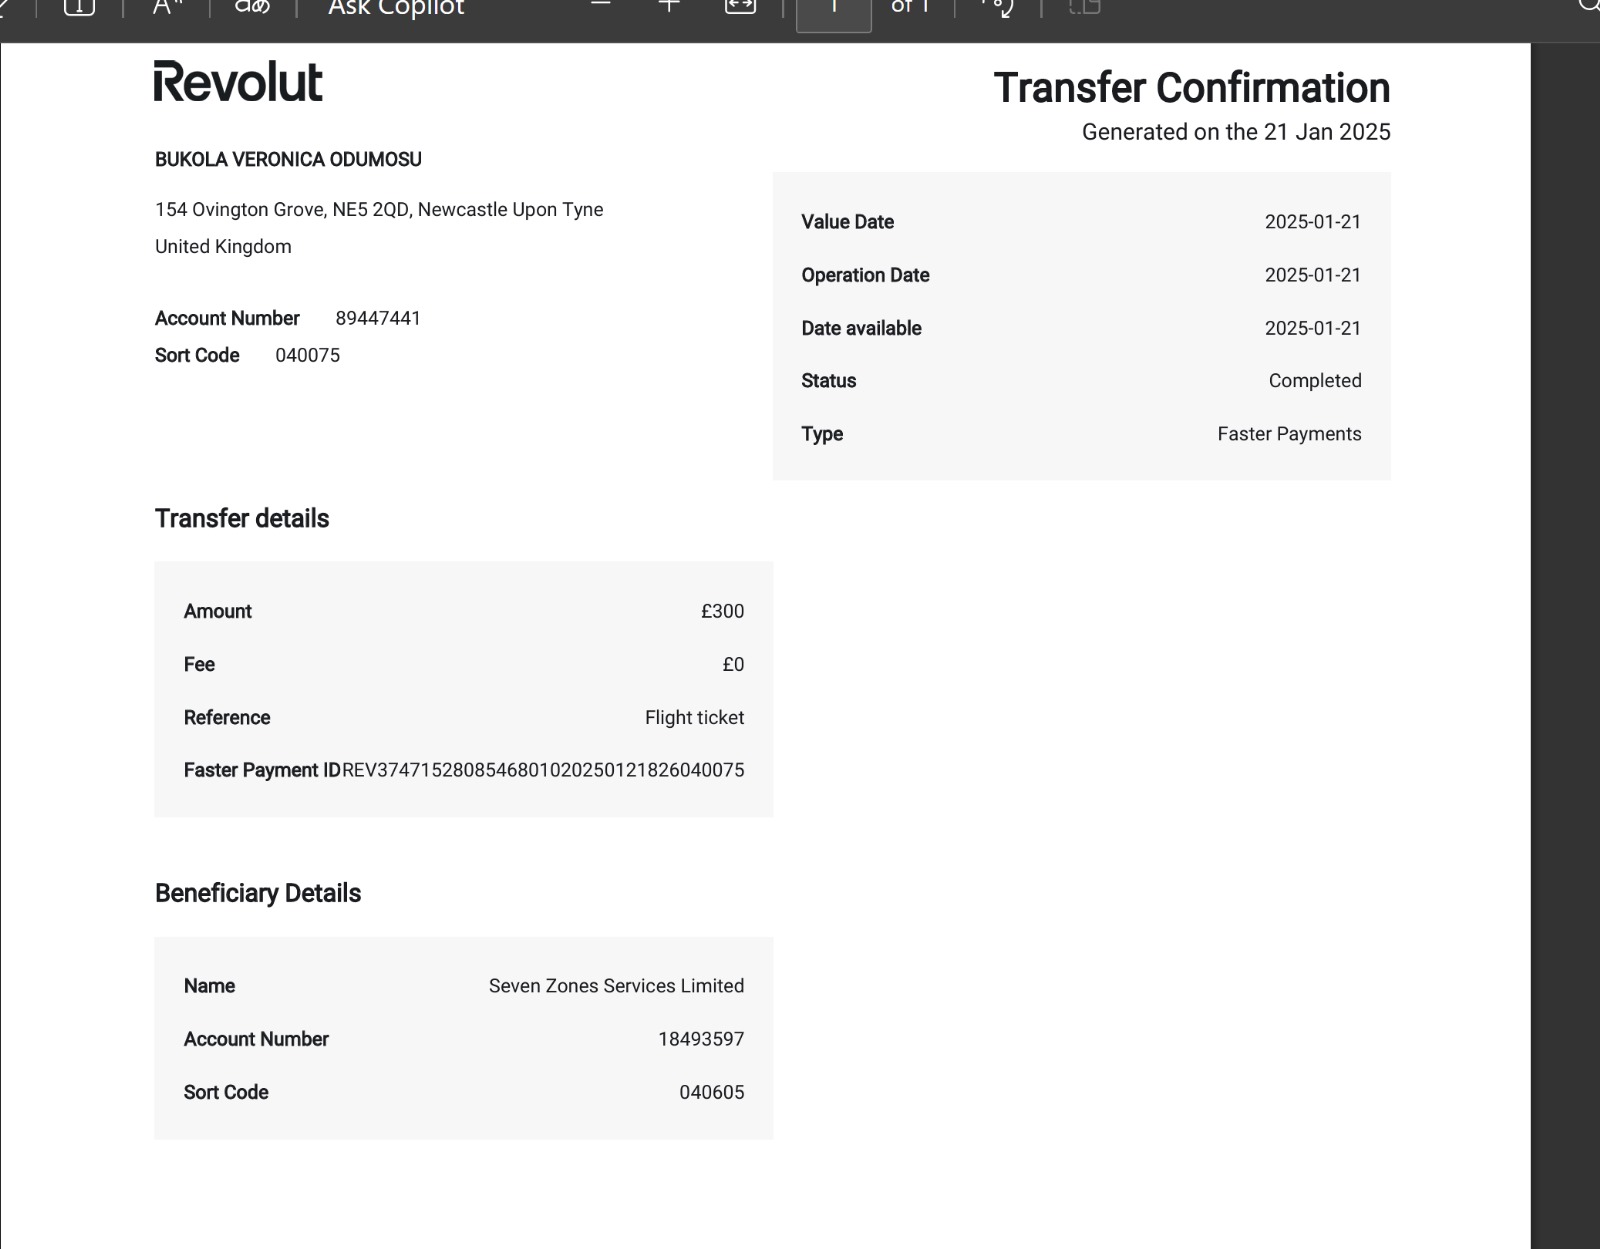 Ask Copilot
1 of 1
Revolut
Transfer Confirmation
Generated on the 21 Jan 2025
BUKOLA VERONICA ODUMOSU
154 Ovington Grove, NE5 2QD, Newcastle Upon Tyne
United Kingdom
Account Number 89447441
Sort Code 040075
Value Date 2025-01-21
Operation Date 2025-01-21
Date available 2025-01-21
Status Completed
Type Faster Payments
Transfer details
Amount £300
Fee £0
Reference Flight ticket
Faster Payment IDREV374715280854680102025012182604​0075
Beneficiary Details
Name Seven Zones Services Limited
Account Number 18493597
Sort Code 040605